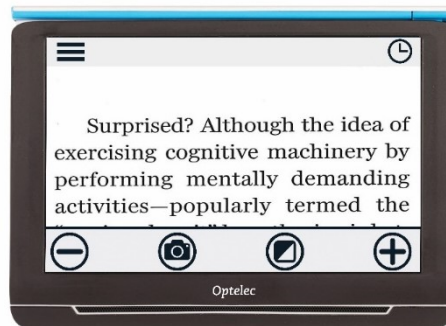 Surprised? Although the idea of
exercising cognitive machinery by
performing mentally demanding
activities—popularly termed the
Optelec